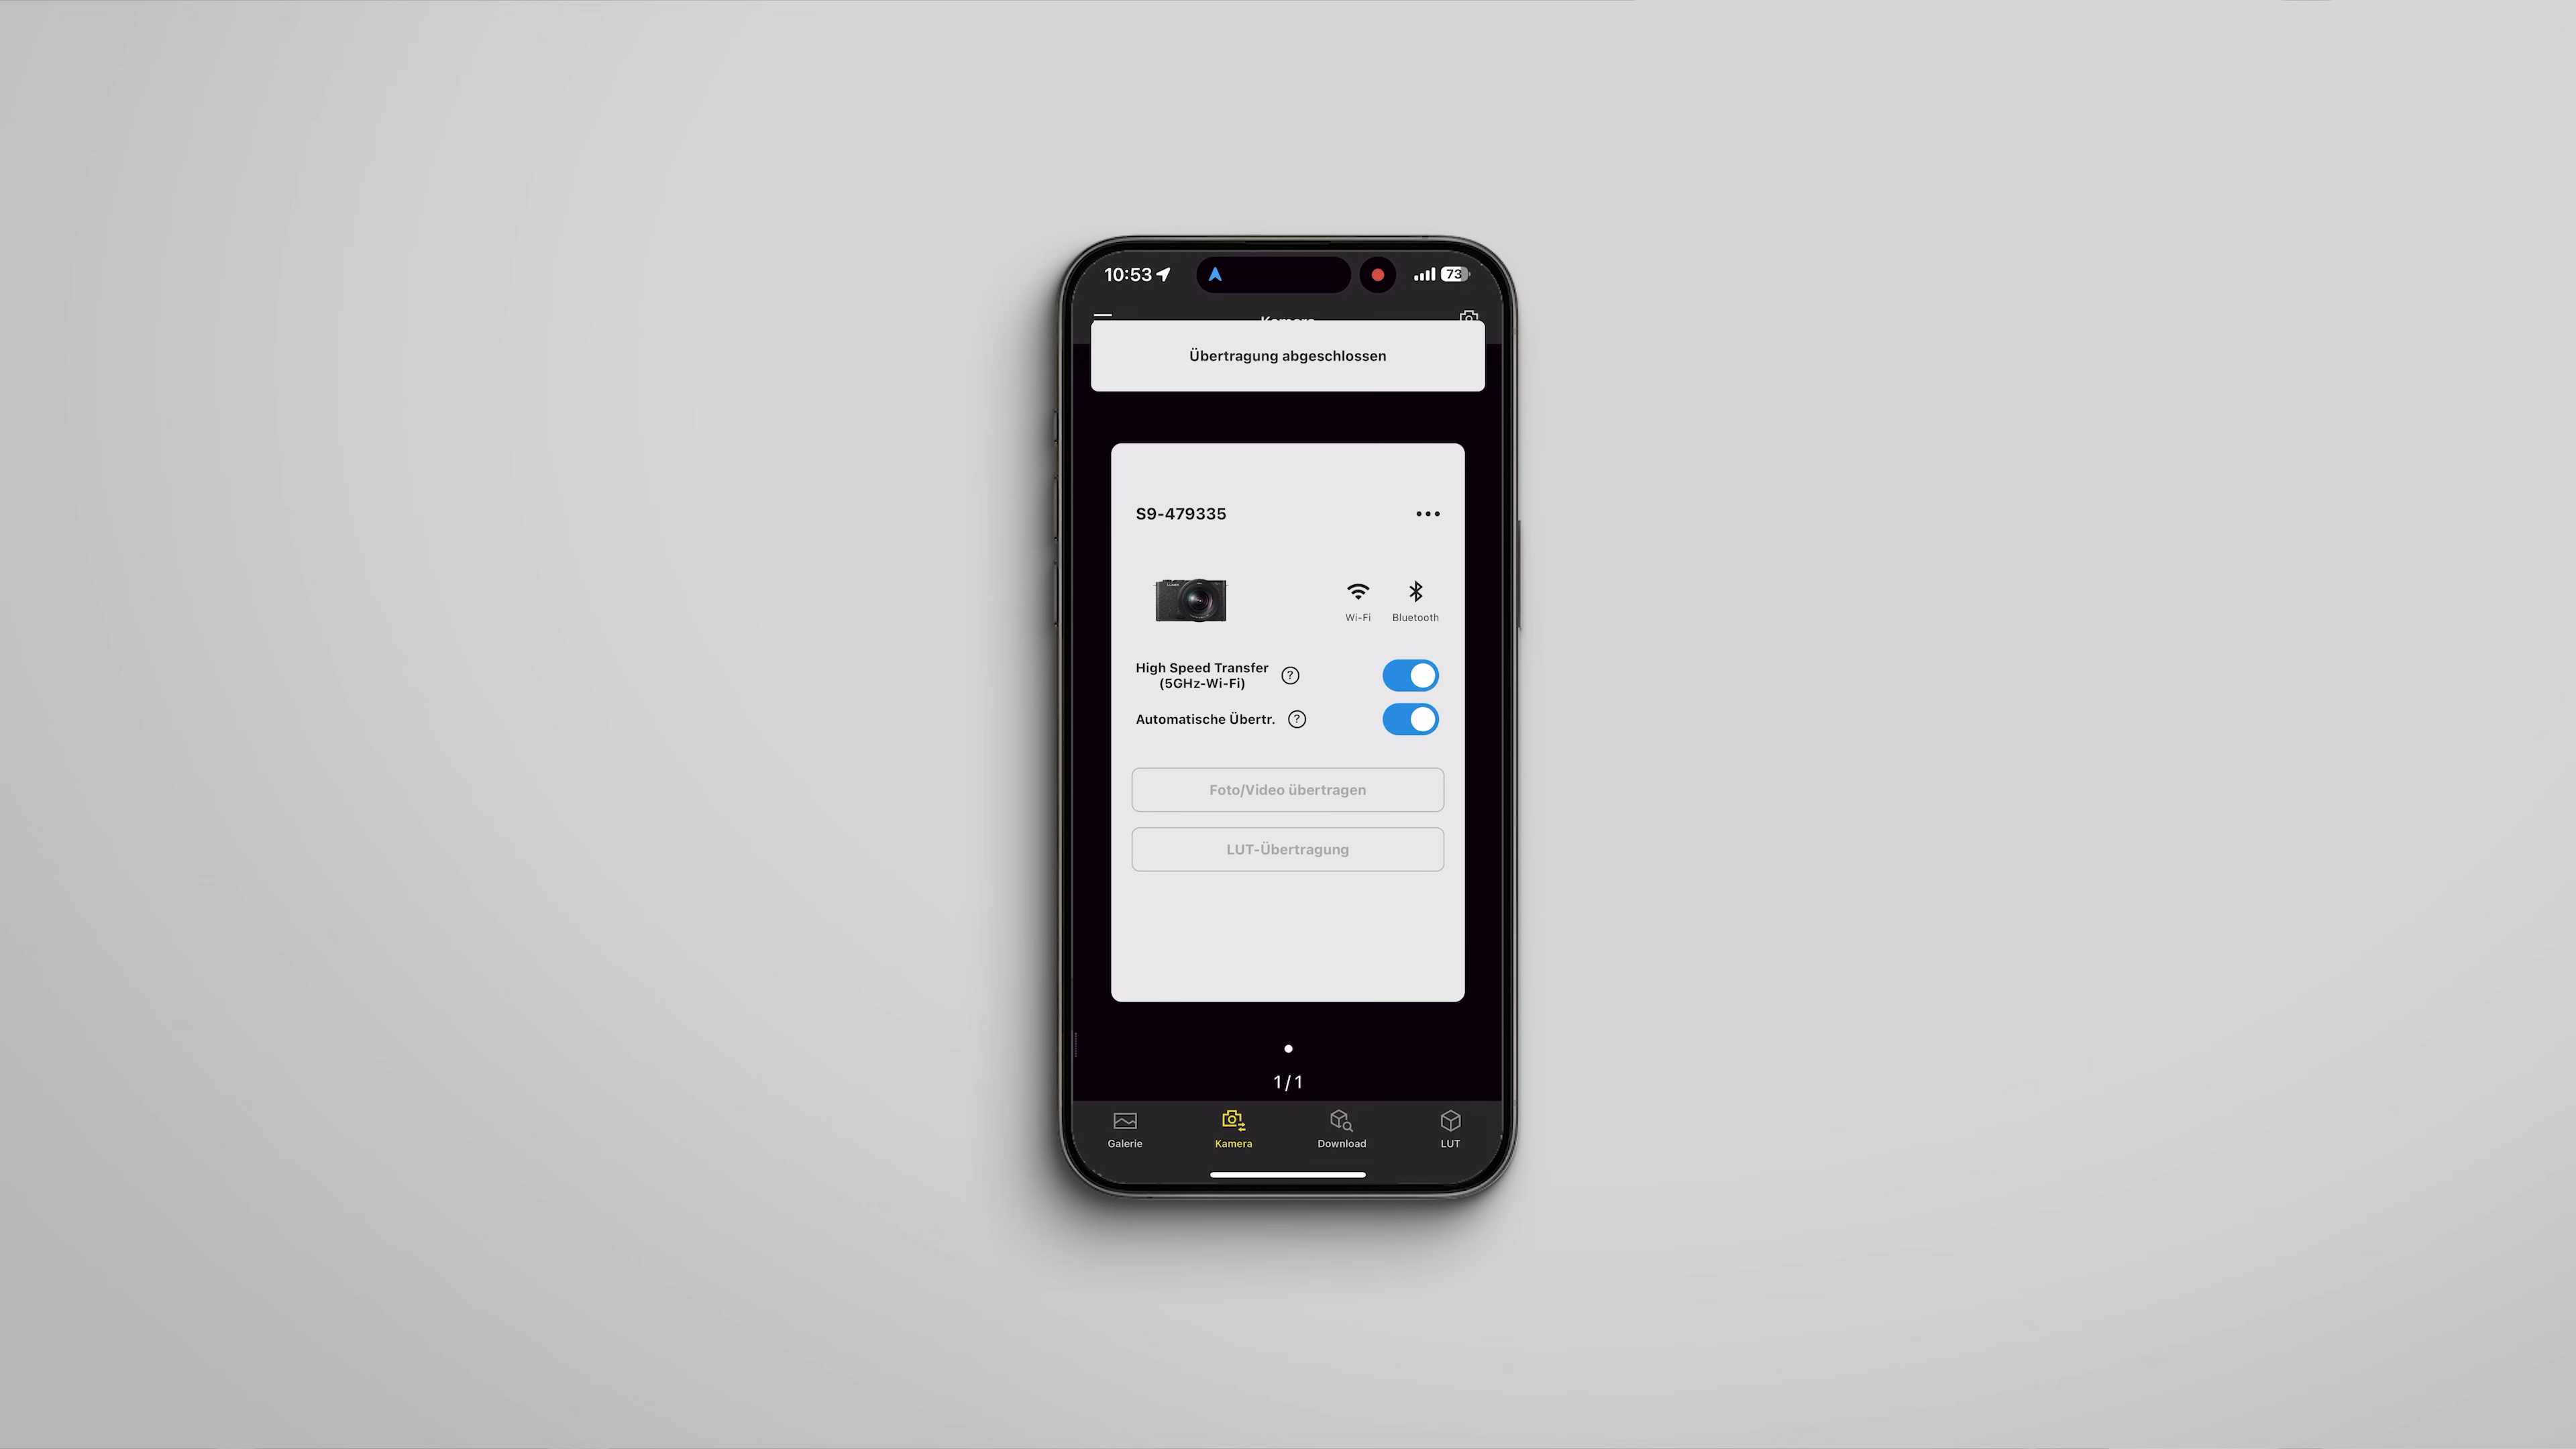 10:53
73
Kamera
Übertragung abgeschlossen
S9-479335
Wi-Fi
Bluetooth
High Speed Transfer
(5GHz-Wi-Fi)
?
Automatische Übertr.
?
Foto/Video übertragen
LUT-Übertragung
1/1
Galerie
Kamera
Download
LUT